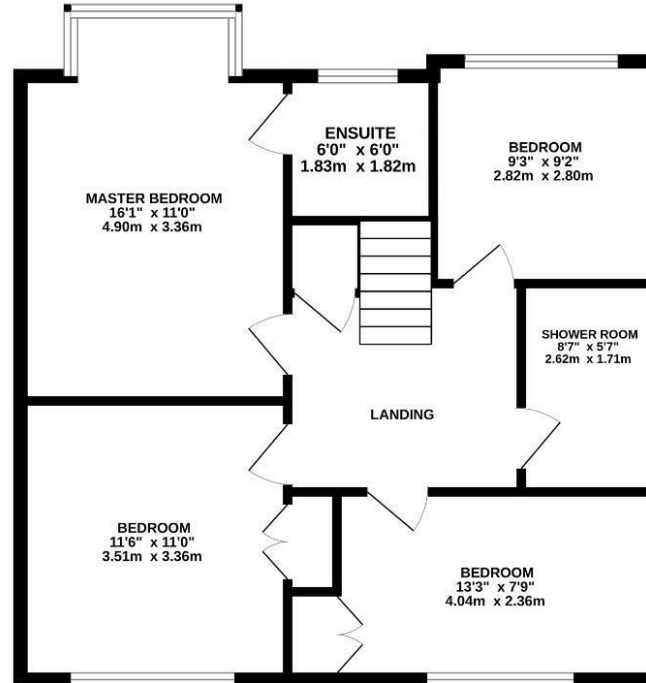 ENSUITE
6'0" x 6'0"
1.83m x 1.82m
BEDROOM
9'3" x 9'2"
2.82m x 2.80m
MASTER BEDROOM
16'1" x 11'0"
4.90m x 3.36m
SHOWER ROOM
8'7" x 5'7"
2.62m x 1.71m
LANDING
BEDROOM
11'6" x 11'0"
3.51m x 3.36m
BEDROOM
13'3" x 7'9"
4.04m x 2.36m